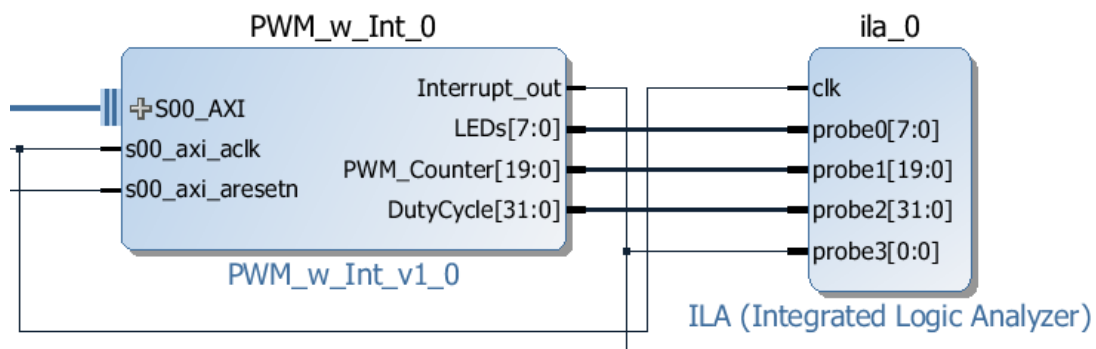 PWM_w_Int_0
S00_AXI
s00_axi_aclk
s00_axi_aresetn
Interrupt_out
LEDs[7:0]
PWM_Counter[19:0]
DutyCycle[31:0]
PWM_w_Int_v1_0
ila_0
clk
probe0[7:0]
probe1[19:0]
probe2[31:0]
probe3[0:0]
ILA (Integrated Logic Analyzer)